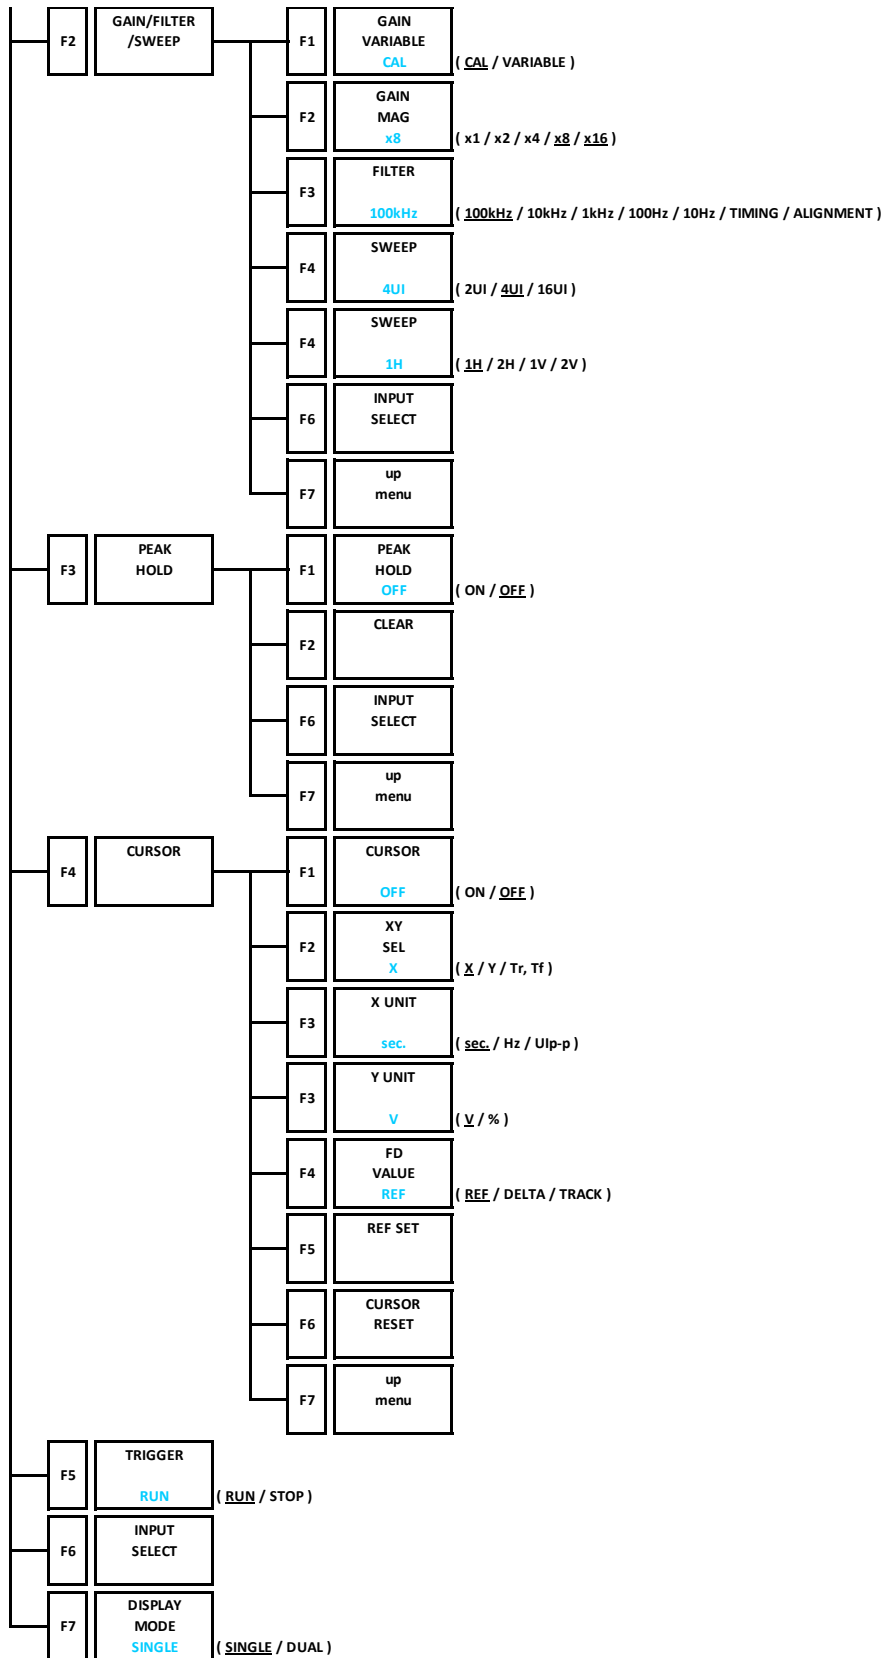 F2
GAIN/FILTER
/SWEEP
F1
GAIN
VARIABLE
CAL
( CAL / VARIABLE )
F2
GAIN
MAG
x8
( x1 / x2 / x4 / x8 / x16 )
F3
FILTER
100kHz
( 100kHz / 10kHz / 1kHz / 100Hz / 10Hz / TIMING / ALIGNMENT )
F4
SWEEP
4UI
( 2UI / 4UI / 16UI )
F4
SWEEP
1H
( 1H / 2H / 1V / 2V )
F6
INPUT
SELECT
F7
up
menu
F3
PEAK
HOLD
F1
PEAK
HOLD
OFF
( ON / OFF )
F2
CLEAR
F6
INPUT
SELECT
F7
up
menu
F4
CURSOR
F1
CURSOR
OFF
( ON / OFF )
F2
XY
SEL
X
( X / Y / Tr, Tf )
F3
X UNIT
sec.
( sec. / Hz / UIp-p )
F3
Y UNIT
V
( V / % )
F4
FD
VALUE
REF
( REF / DELTA / TRACK )
F5
REF SET
F6
CURSOR
RESET
F7
up
menu
F5
TRIGGER
RUN
( RUN / STOP )
F6
INPUT
SELECT
F7
DISPLAY
MODE
SINGLE
( SINGLE / DUAL )